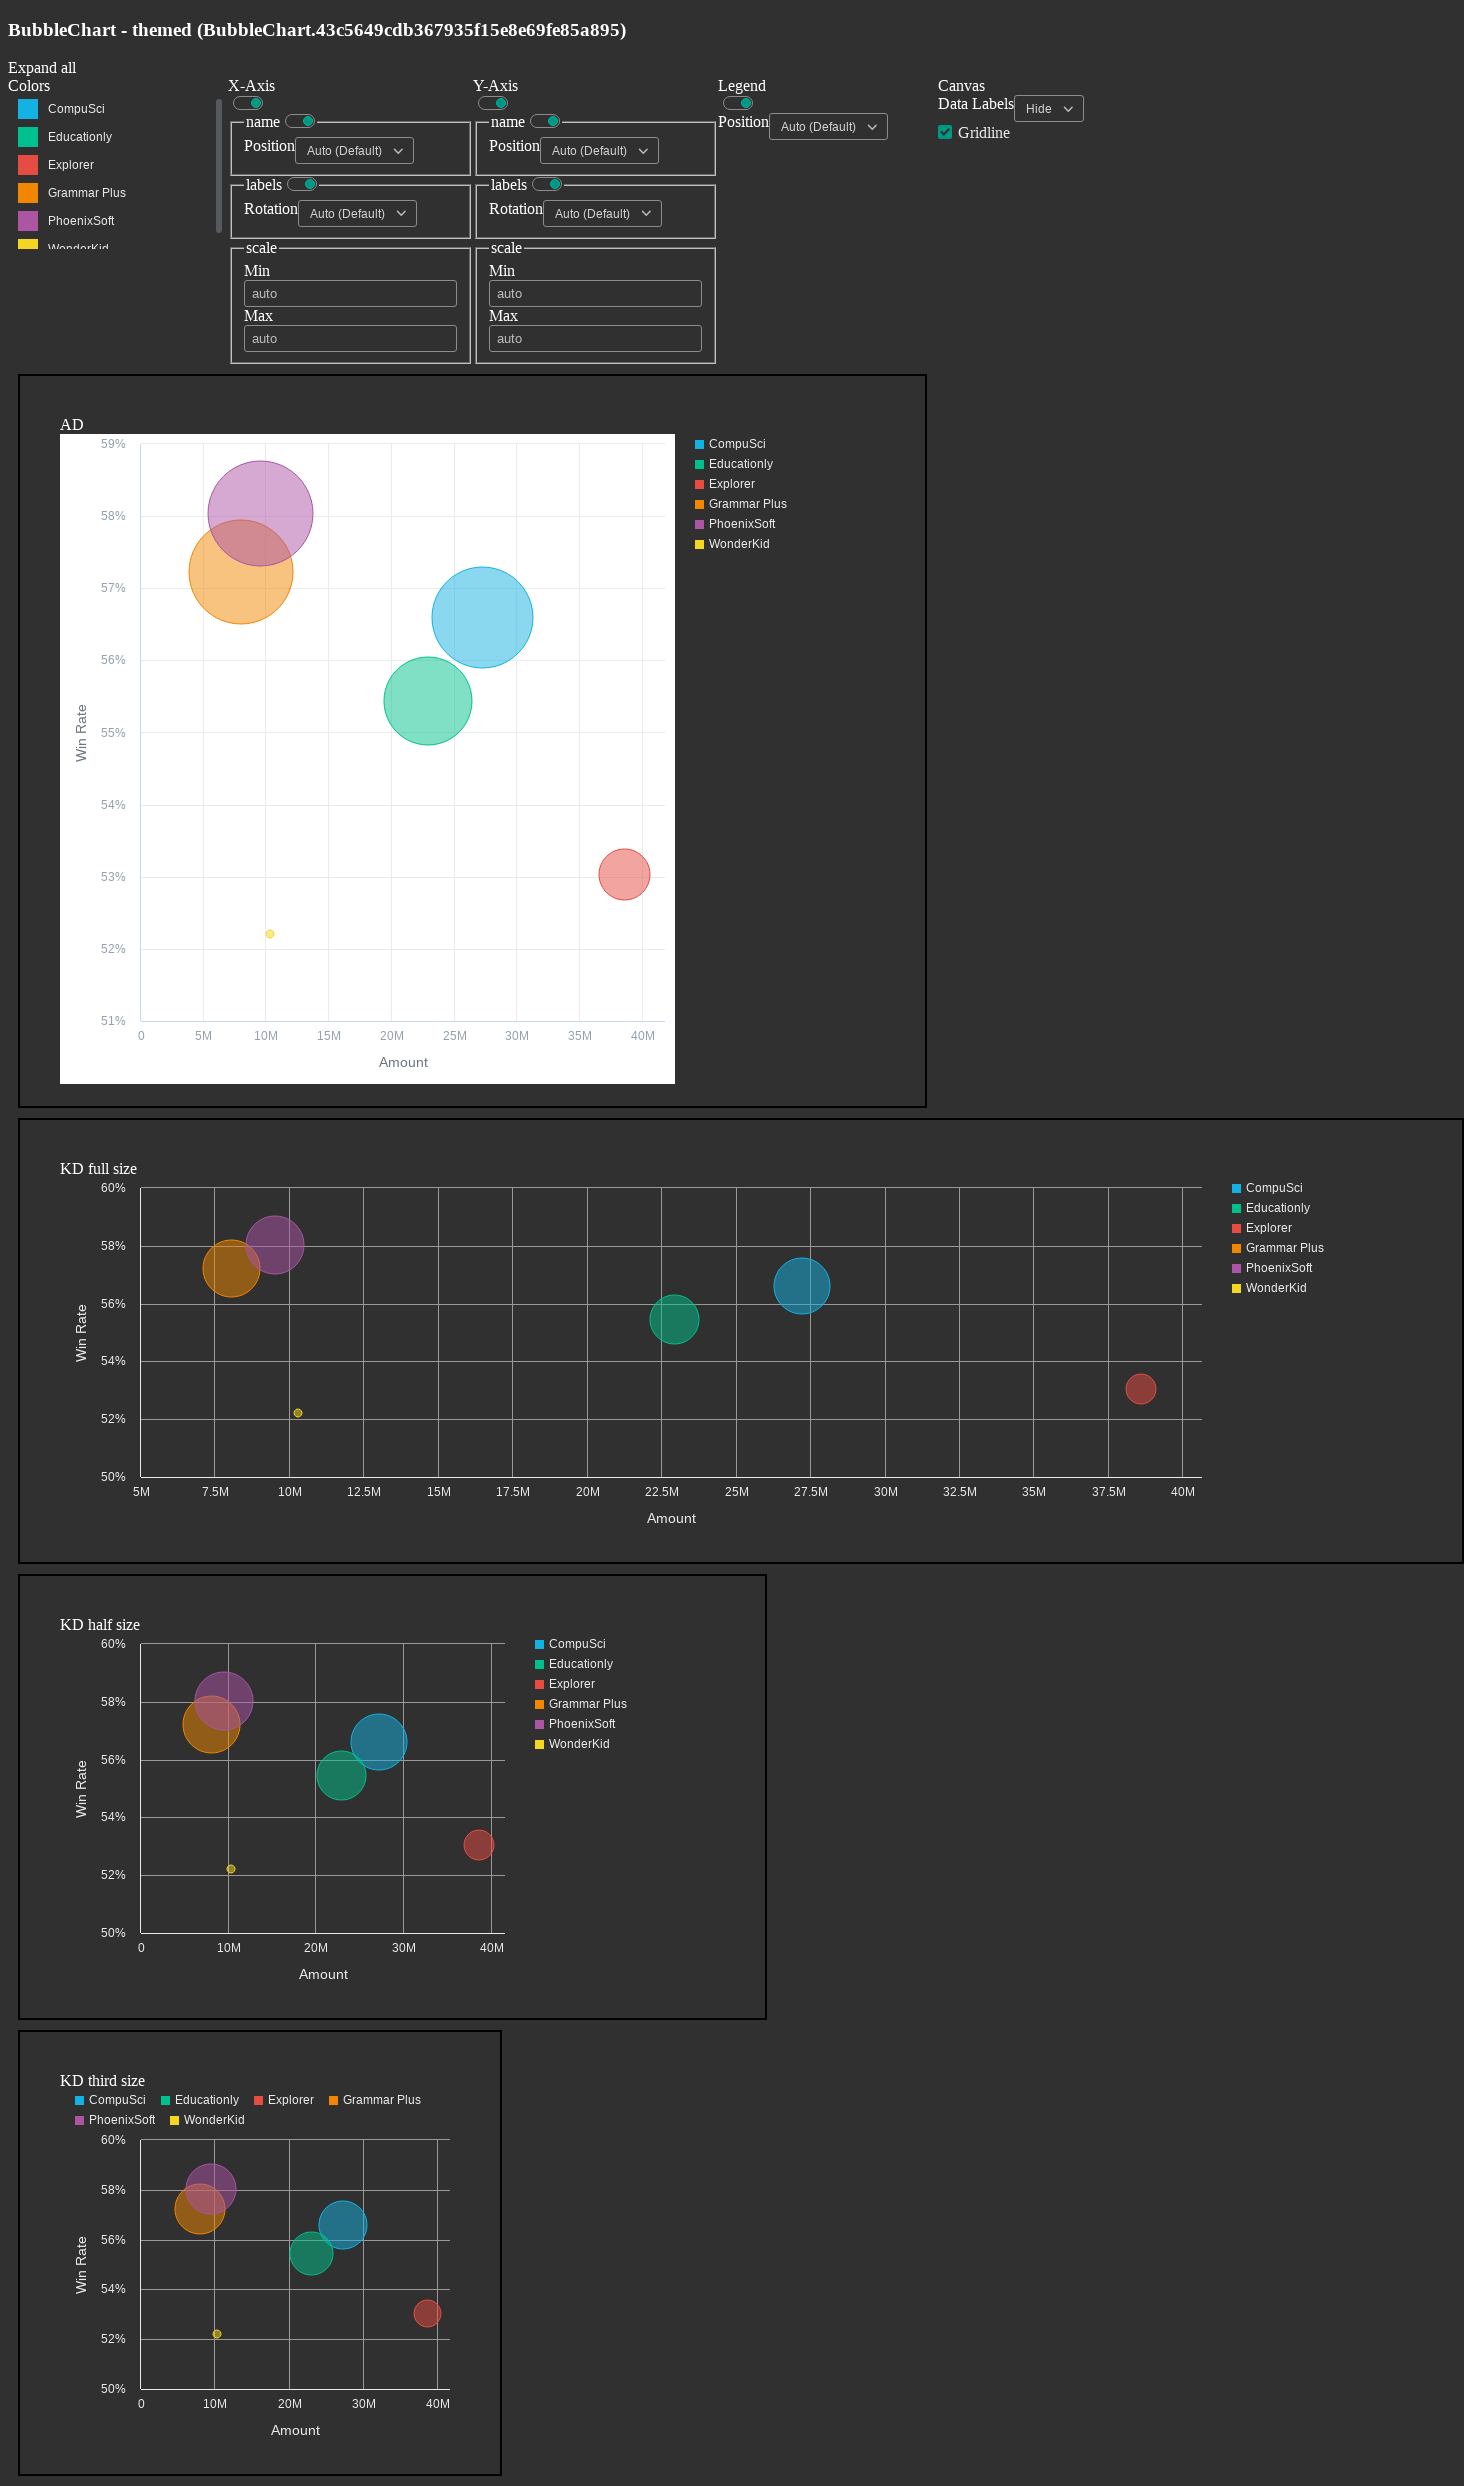 BubbleChart - themed (BubbleChart.43c5649cdb367935f15e8e69fe85a895)
Expand all
Colors
CompuSci
Educationly
Explorer
Grammar Plus
PhoenixSoft
WonderKid
X-Axis
name
Position Auto (Default)
labels
Rotation Auto (Default)
scale
Min
auto
Max
auto
Y-Axis
name
Position Auto (Default)
labels
Rotation Auto (Default)
scale
Min
auto
Max
auto
Legend
Position Auto (Default)
Canvas
Data Labels Hide
Gridline
AD
59%
58%
57%
56%
55%
54%
53%
52%
51%
Win Rate
0 5M 10M 15M 20M 25M 30M 35M 40M
Amount
CompuSci
Educationly
Explorer
Grammar Plus
PhoenixSoft
WonderKid
KD full size
60%
58%
56%
54%
52%
50%
Win Rate
5M 7.5M 10M 12.5M 15M 17.5M 20M 22.5M 25M 27.5M 30M 32.5M 35M 37.5M 40M
Amount
CompuSci
Educationly
Explorer
Grammar Plus
PhoenixSoft
WonderKid
KD half size
60%
58%
56%
54%
52%
50%
Win Rate
0 10M 20M 30M 40M
Amount
CompuSci
Educationly
Explorer
Grammar Plus
PhoenixSoft
WonderKid
KD third size
CompuSci Educationly Explorer Grammar Plus
PhoenixSoft WonderKid
60%
58%
56%
54%
52%
50%
Win Rate
0 10M 20M 30M 40M
Amount